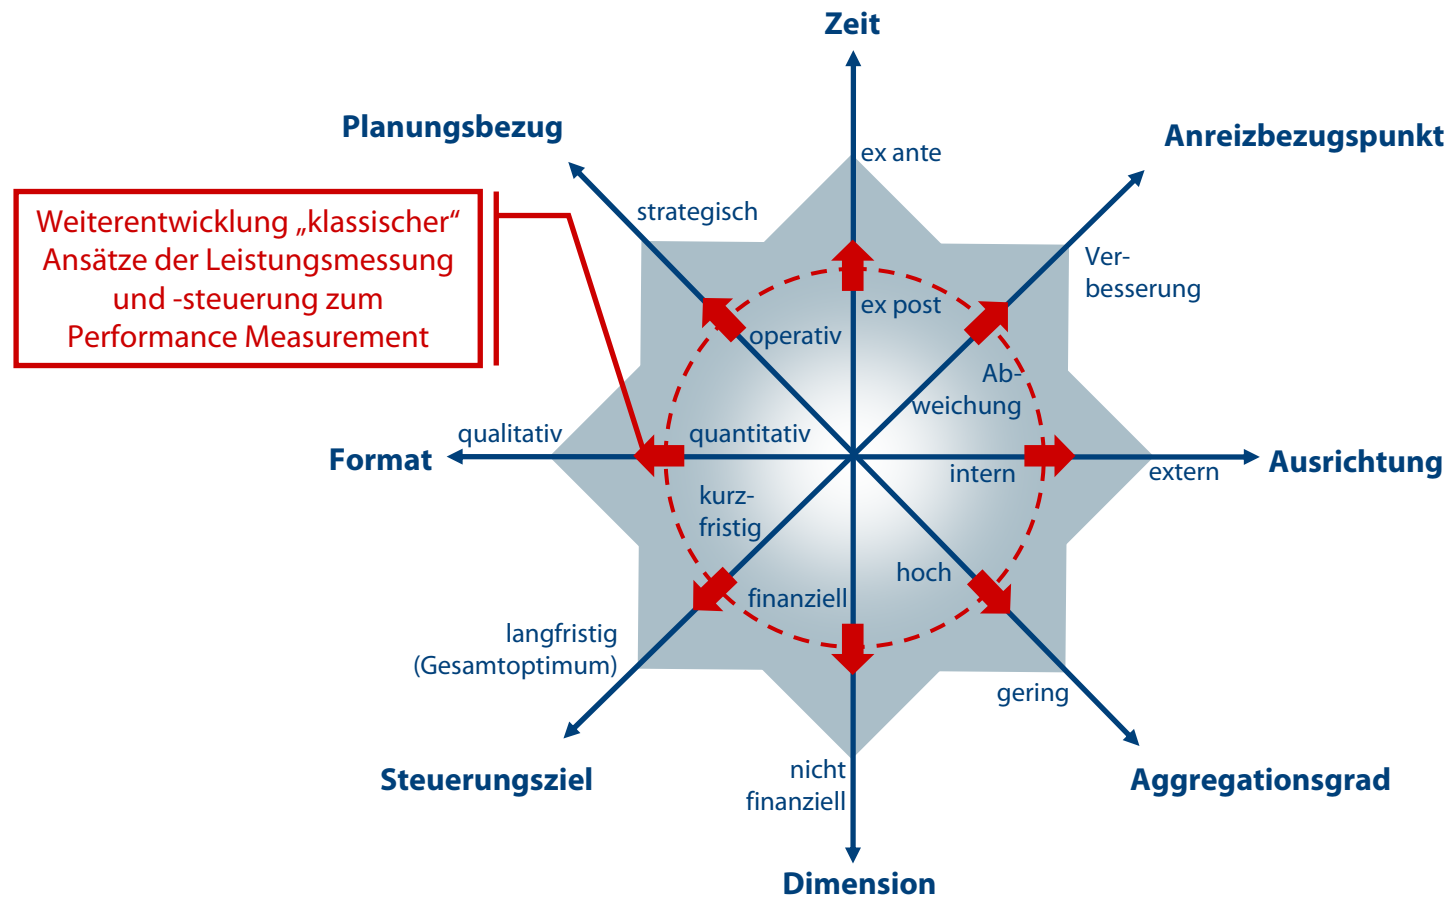 Zeit
Planungsbezug
Anreizbezugspunkt
ex ante
strategisch
Weiterentwicklung „klassischer“
Ansätze der Leistungsmessung
und -steuerung zum
Performance Measurement
Ver-
besserung
ex post
operativ
Ab-
weichung
qualitativ
quantitativ
Format
intern
extern
Ausrichtung
kurz-
fristig
hoch
finanziell
langfristig
(Gesamtoptimum)
gering
Steuerungsziel
nicht
finanziell
Aggregationsgrad
Dimension